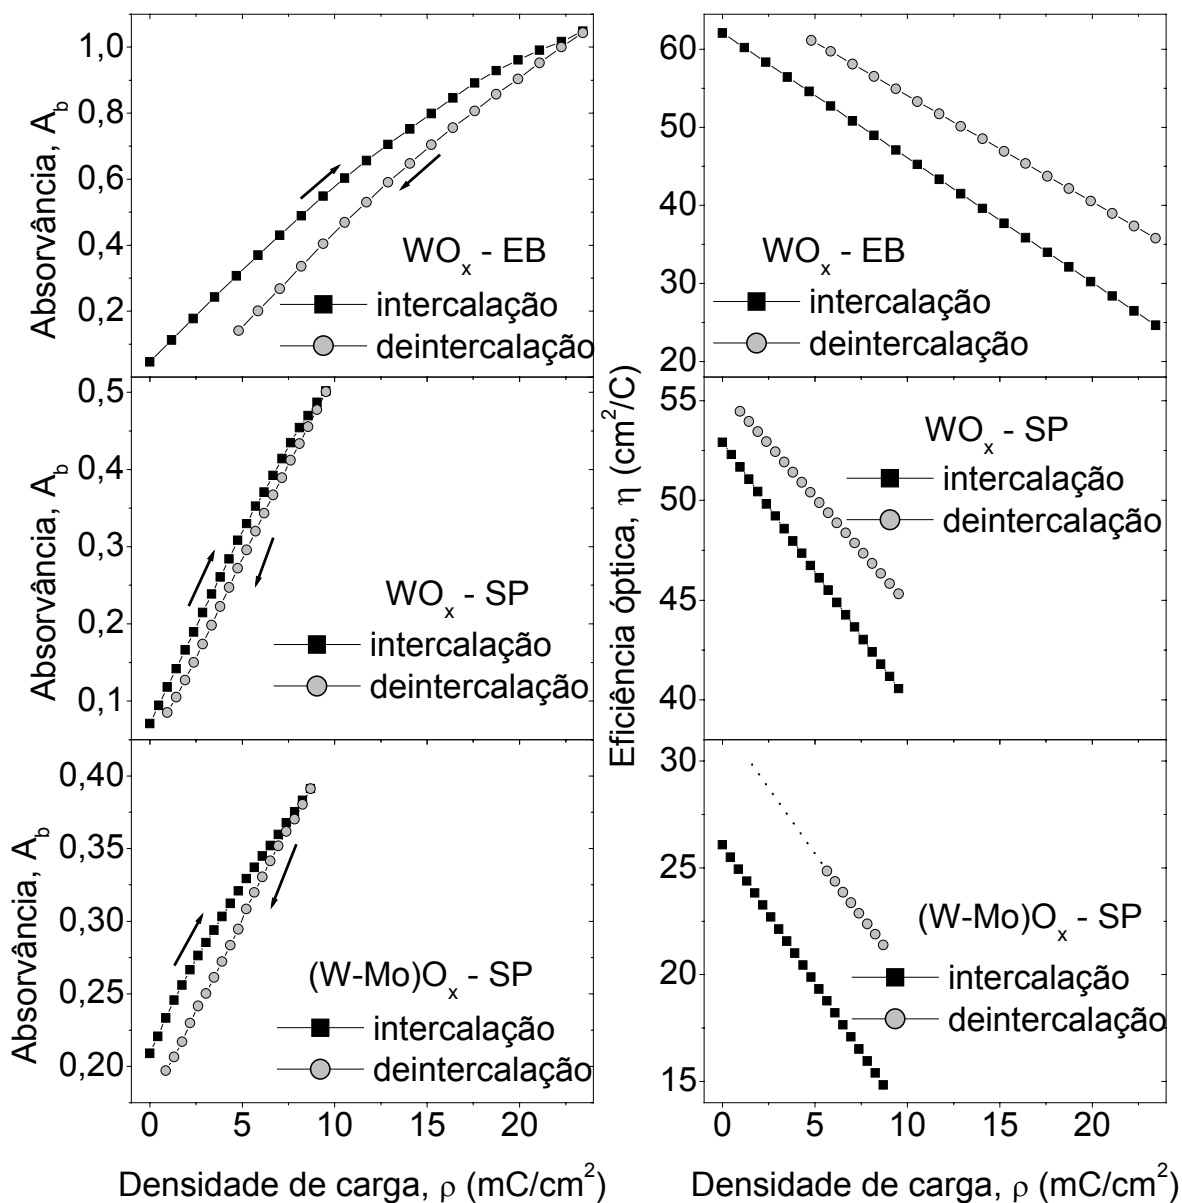 Absorvância, A_b
1,0
0,8
0,6
0,4
0,2
WO_x - EB
intercalação
deintercalação
Absorvância, A_b
0,5
0,4
0,3
0,2
0,1
WO_x - SP
intercalação
deintercalação
Absorvância, A_b
0,40
0,35
0,30
0,25
0,20
(W-Mo)O_x - SP
intercalação
deintercalação
0 5 10 15 20
Densidade de carga, ρ (mC/cm²)
Eficiência óptica, η (cm²/C)
60
50
40
30
20
WO_x - EB
intercalação
deintercalação
55
50
45
40
WO_x - SP
intercalação
deintercalação
30
25
20
15
(W-Mo)O_x - SP
intercalação
deintercalação
0 5 10 15 20
Densidade de carga, ρ (mC/cm²)